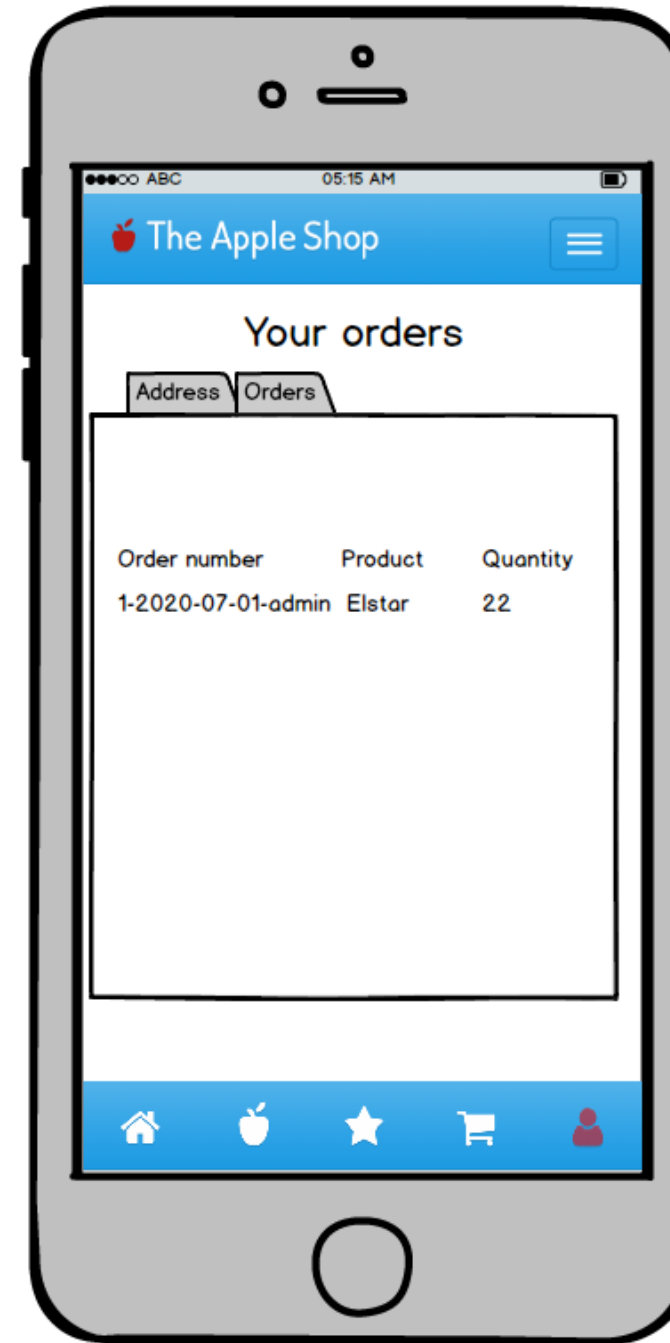 ABC 05:15 AM
The Apple Shop
Your orders
Address Orders
Order number Product Quantity
1-2020-07-01-admin Elstar 22